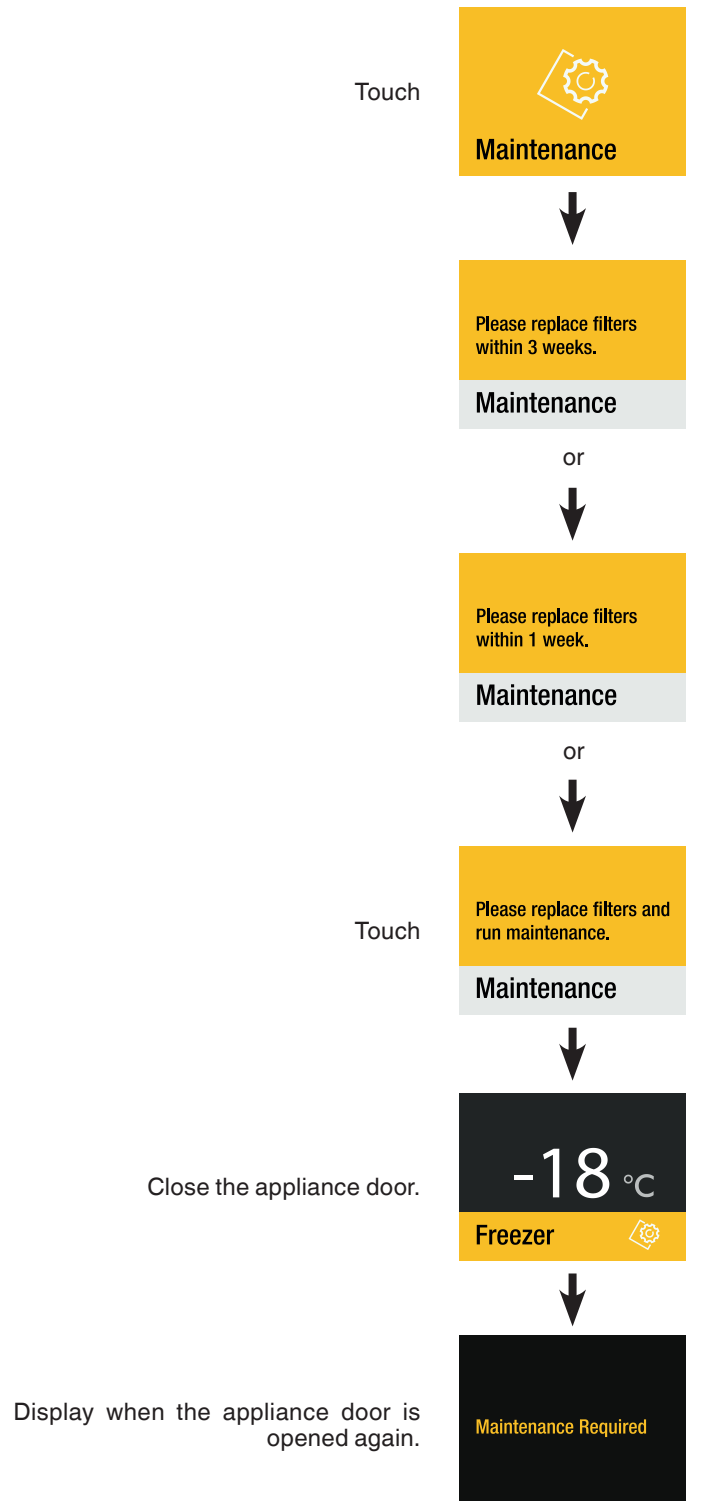 Touch
Maintenance
Please replace filters
within 3 weeks.
Maintenance
or
Please replace filters
within 1 week.
Maintenance
or
Touch
Please replace filters and
run maintenance.
Maintenance
Close the appliance door.
-18 °C
Freezer
Display when the appliance door is
opened again.
Maintenance Required